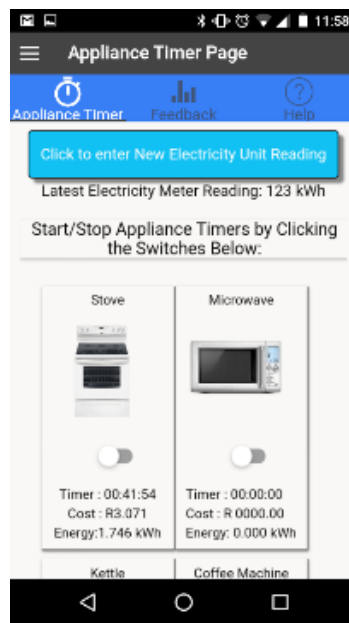 11:58
Appliance Timer Page
Appliance Timer Feedback Help
Click to enter New Electricity Unit Reading
Latest Electricity Meter Reading: 123 kWh
Start/Stop Appliance Timers by Clicking
the Switches Below:
Stove Microwave
Timer : 00:41:54 Timer : 00:00:00
Cost : R3.071 Cost : R 0000.00
Energy:1.746 kWh Energy: 0.000 kWh
Kettle Coffee Machine